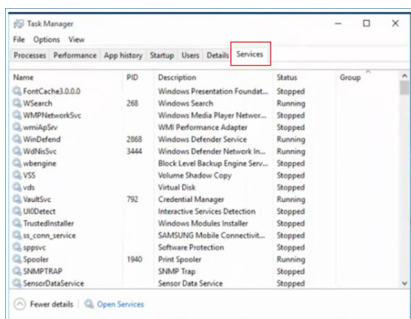 Task Manager
File Options View
Processes Performance App history Startup Users Details Services
Name PID Description Status Group
FontCache3.0.0.0 Windows Presentation Foundat... Stopped
WSearch 268 Windows Search Running
WMPNetworkSvc Windows Media Player Networ... Stopped
wmiApSrv WMI Performance Adapter Stopped
WinDefend 2868 Windows Defender Service Running
WdNisSvc 3444 Windows Defender Network In... Running
wbengine Block Level Backup Engine Serv... Stopped
VSS Volume Shadow Copy Stopped
vds Virtual Disk Stopped
VaultSvc 792 Credential Manager Running
UI0Detect Interactive Services Detection Stopped
TrustedInstaller Windows Modules Installer Stopped
ss_conn_service SAMSUNG Mobile Connectivit... Stopped
sppsvc Software Protection Stopped
Spooler 1940 Print Spooler Running
SNMPTRAP SNMP Trap Stopped
SensorDataService Sensor Data Service Stopped
Fewer details Open Services